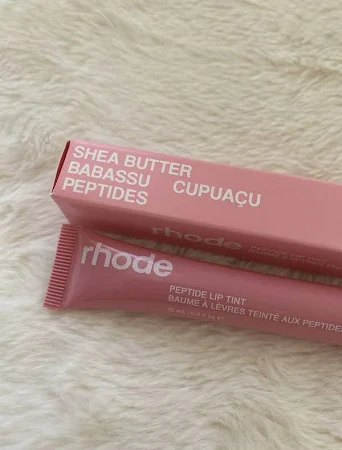 SHEA BUTTER
BABASSU
PEPTIDES CUPUAÇU
rhode
rhode
PEPTIDE LIP TINT
BAUME À LÈVRES TEINTÉ AUX PEPTIDES